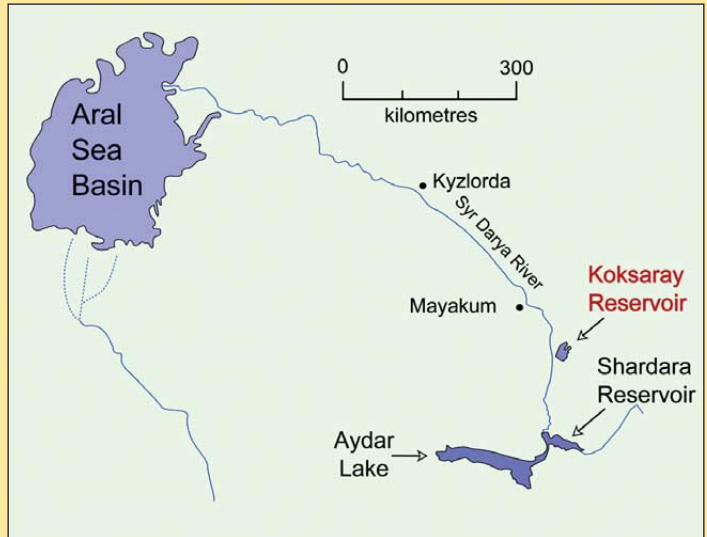 Aral
Sea
Basin
0 300
kilometres
Kyzlorda
Syr Darya River
Mayakum
Koksaray
Reservoir
Shardara
Reservoir
Aydar
Lake